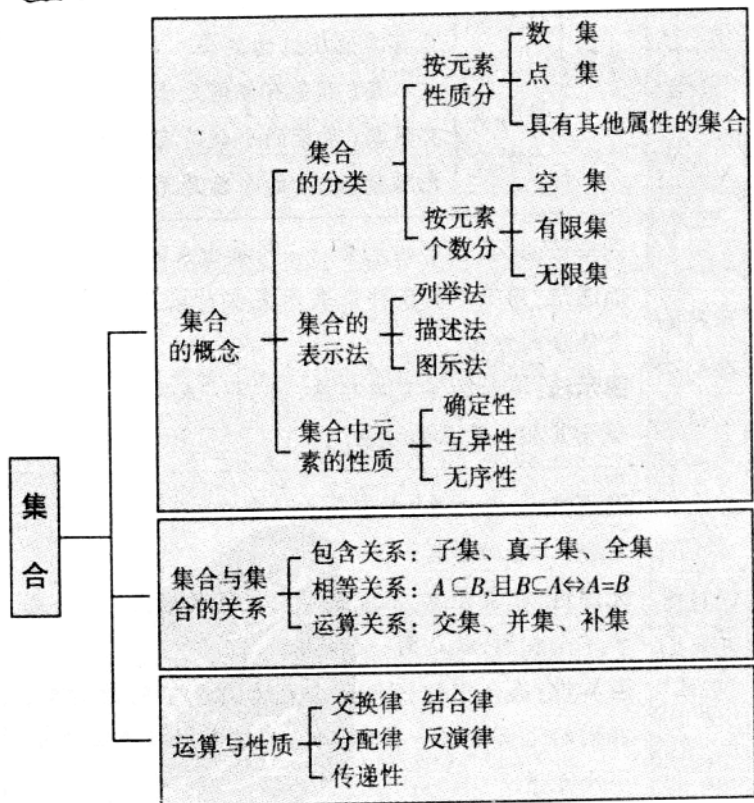 集合
集合的概念
集合的分类
按元素性质分
数 集
点 集
具有其他属性的集合
按元素个数分
空 集
有限集
无限集
集合的表示法
列举法
描述法
图示法
集合中元素的性质
确定性
互异性
无序性
集合与集合的关系
包含关系：子集、真子集、全集
相等关系：A⊆B,且B⊆A⇔A=B
运算关系：交集、并集、补集
运算与性质
交换律 结合律
分配律 反演律
传递性